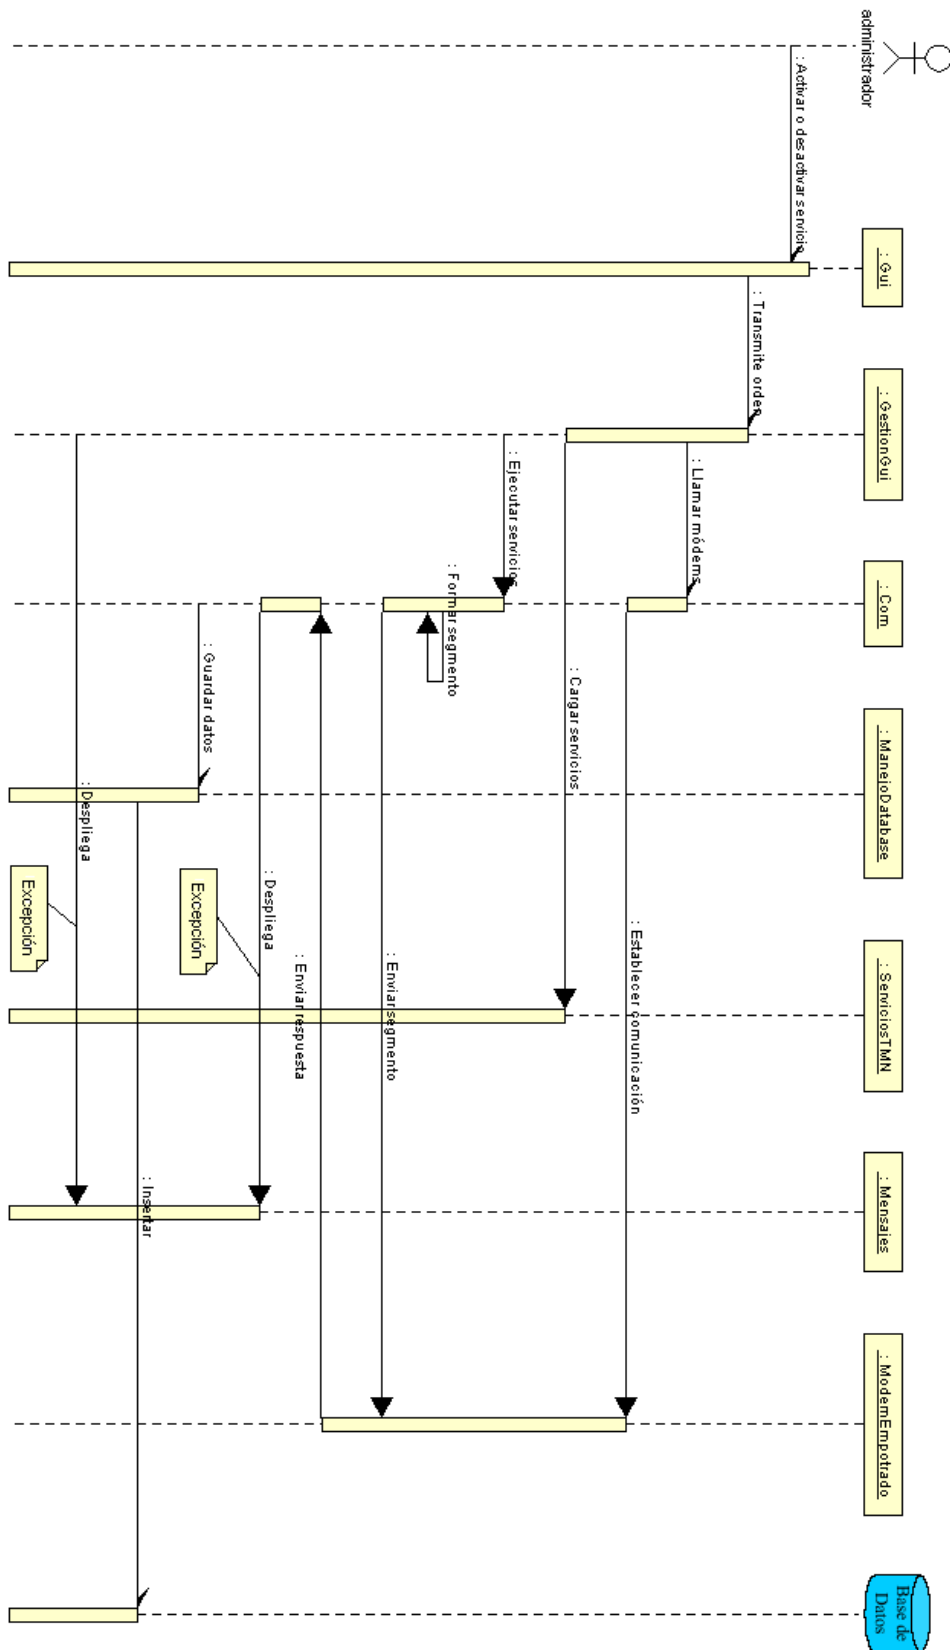 administrador
: Gui
: GestionGui
: Com
: ManejoDatabase
: ServiciosTMN
: Mensajes
: ModemEmpotrado
Base de
Datos
: Activar o desactivar servicio
: Transmite orden
: Llamar módems
: Establecer comunicación
: Cargar servicios
: Ejecutar servicios
: Formar segmento
: Enviar segmento
: Enviar respuesta
: Despliega
Excepción
: Guardar datos
: Insertar
: Despliega
Excepción